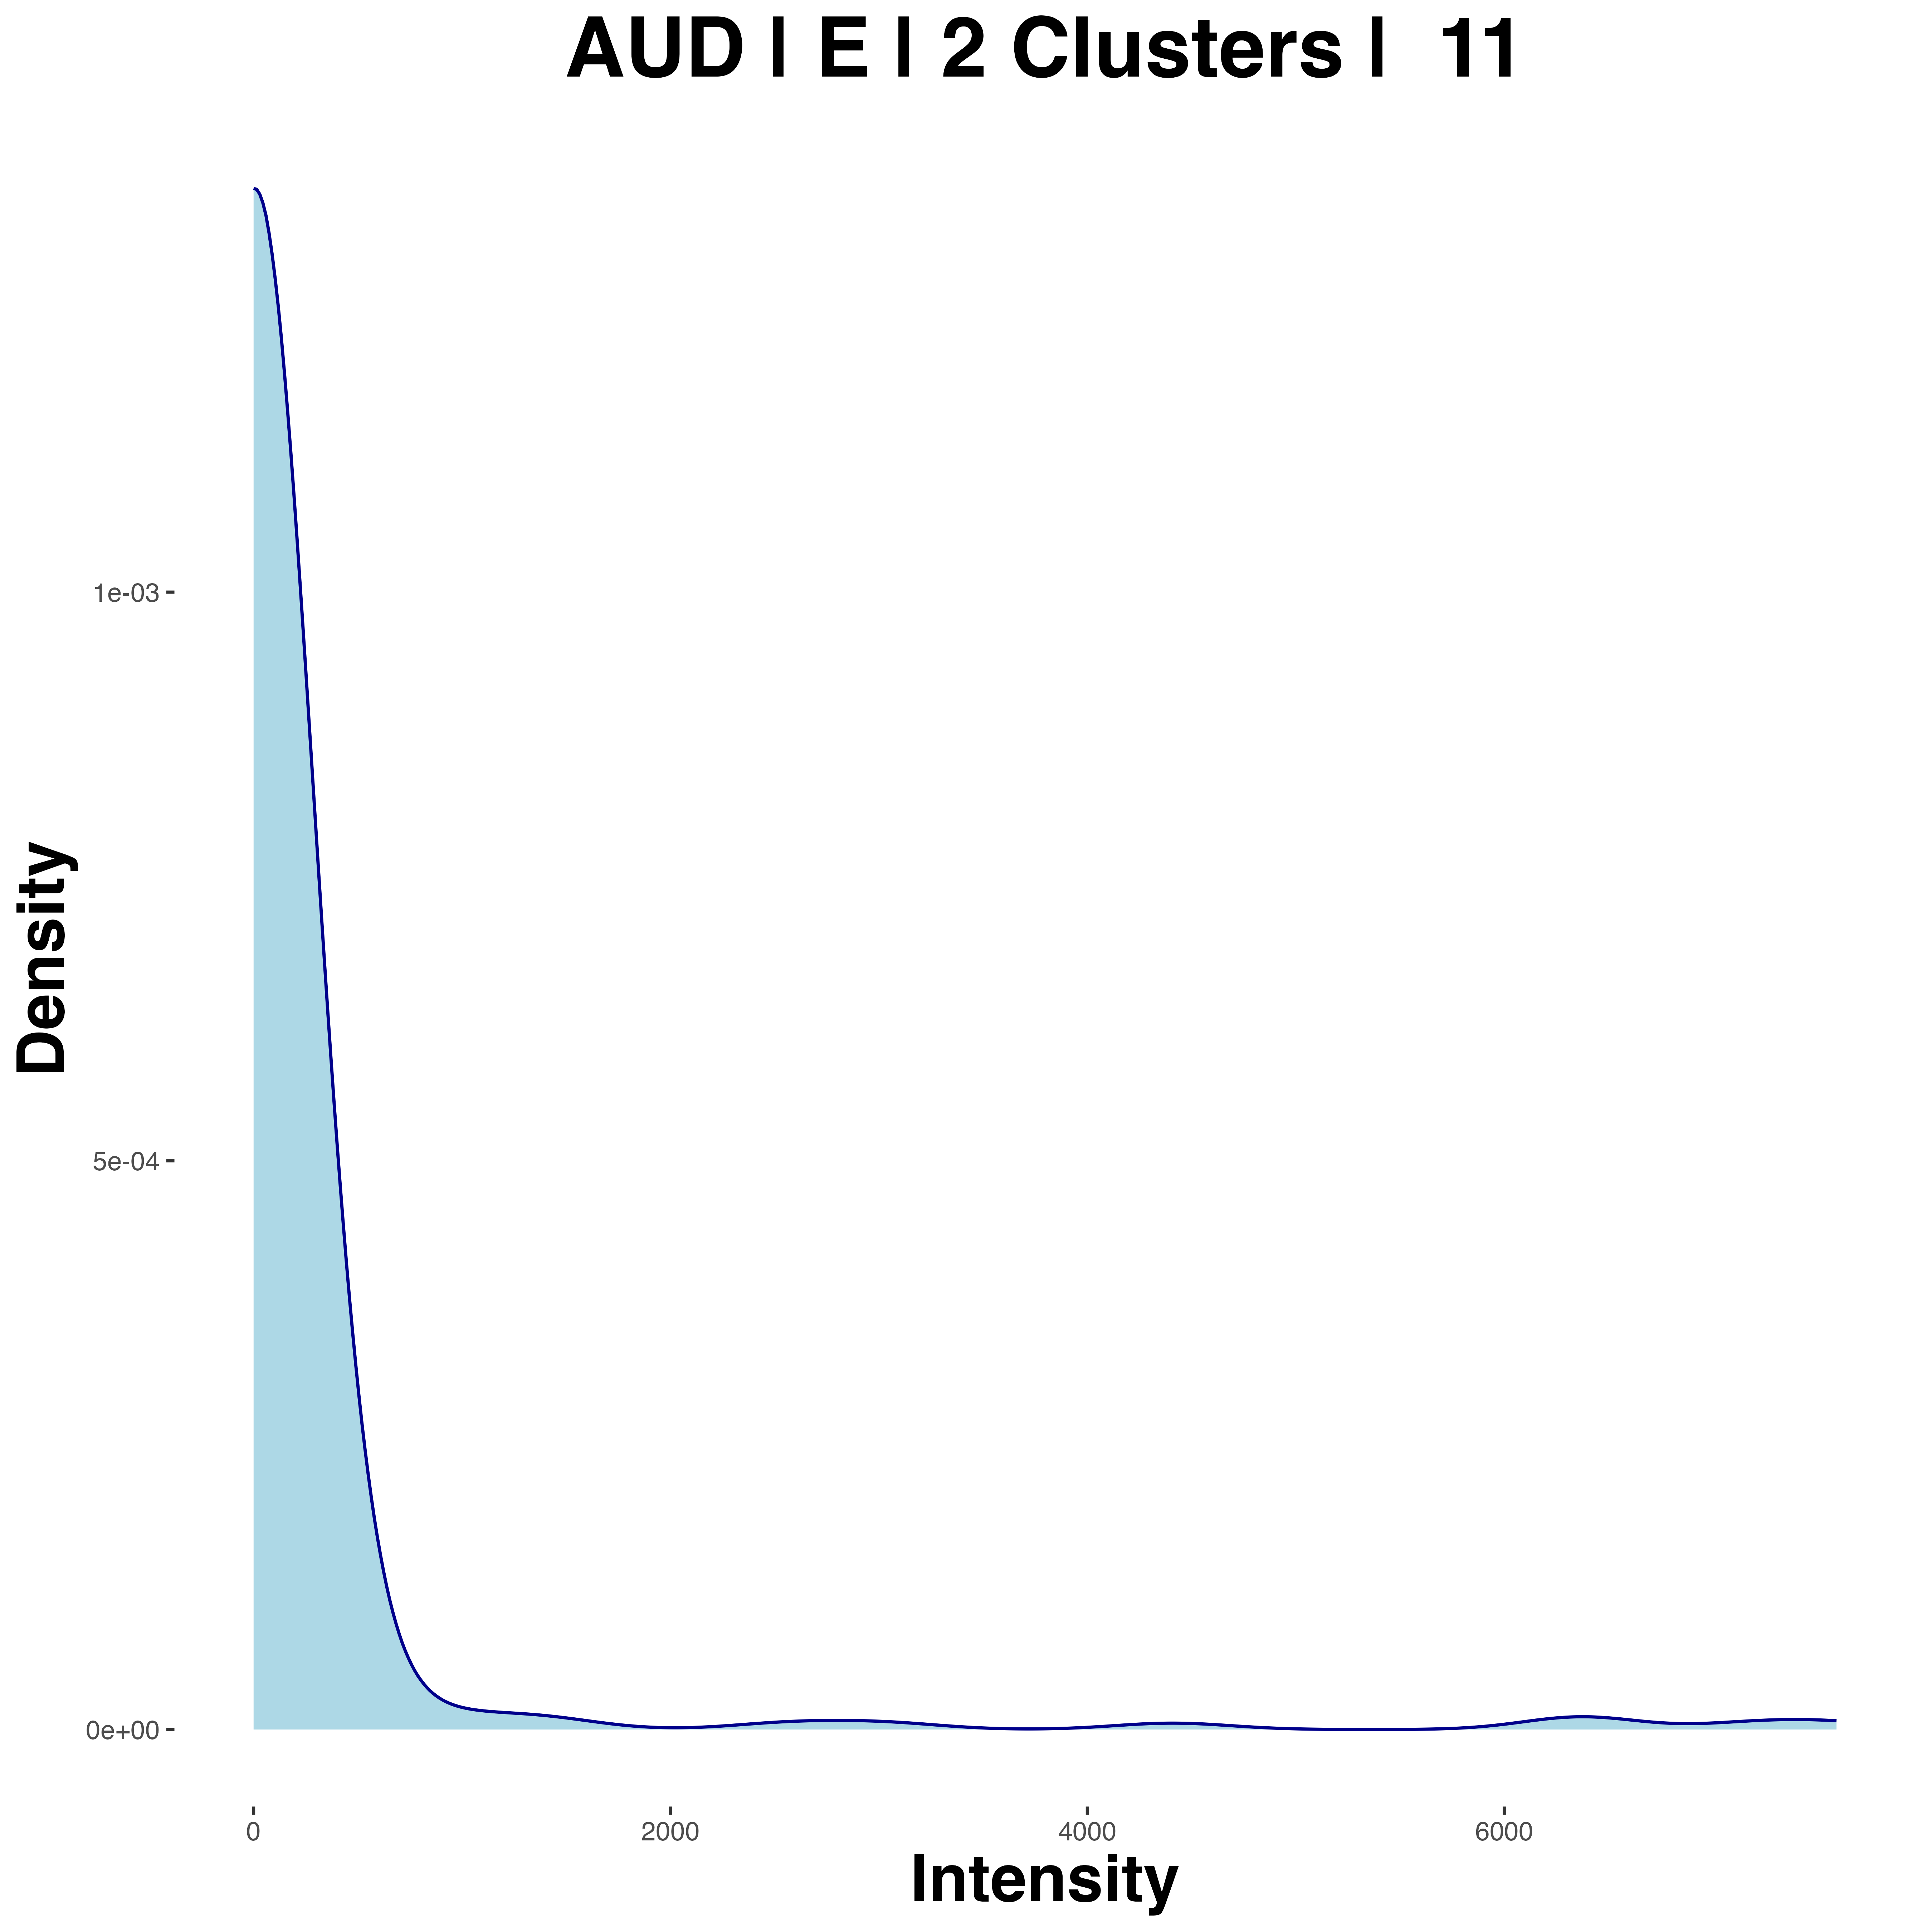 AUD | E | 2 Clusters | 11
Density
1e-03
5e-04
0e+00
0
2000
4000
6000
Intensity